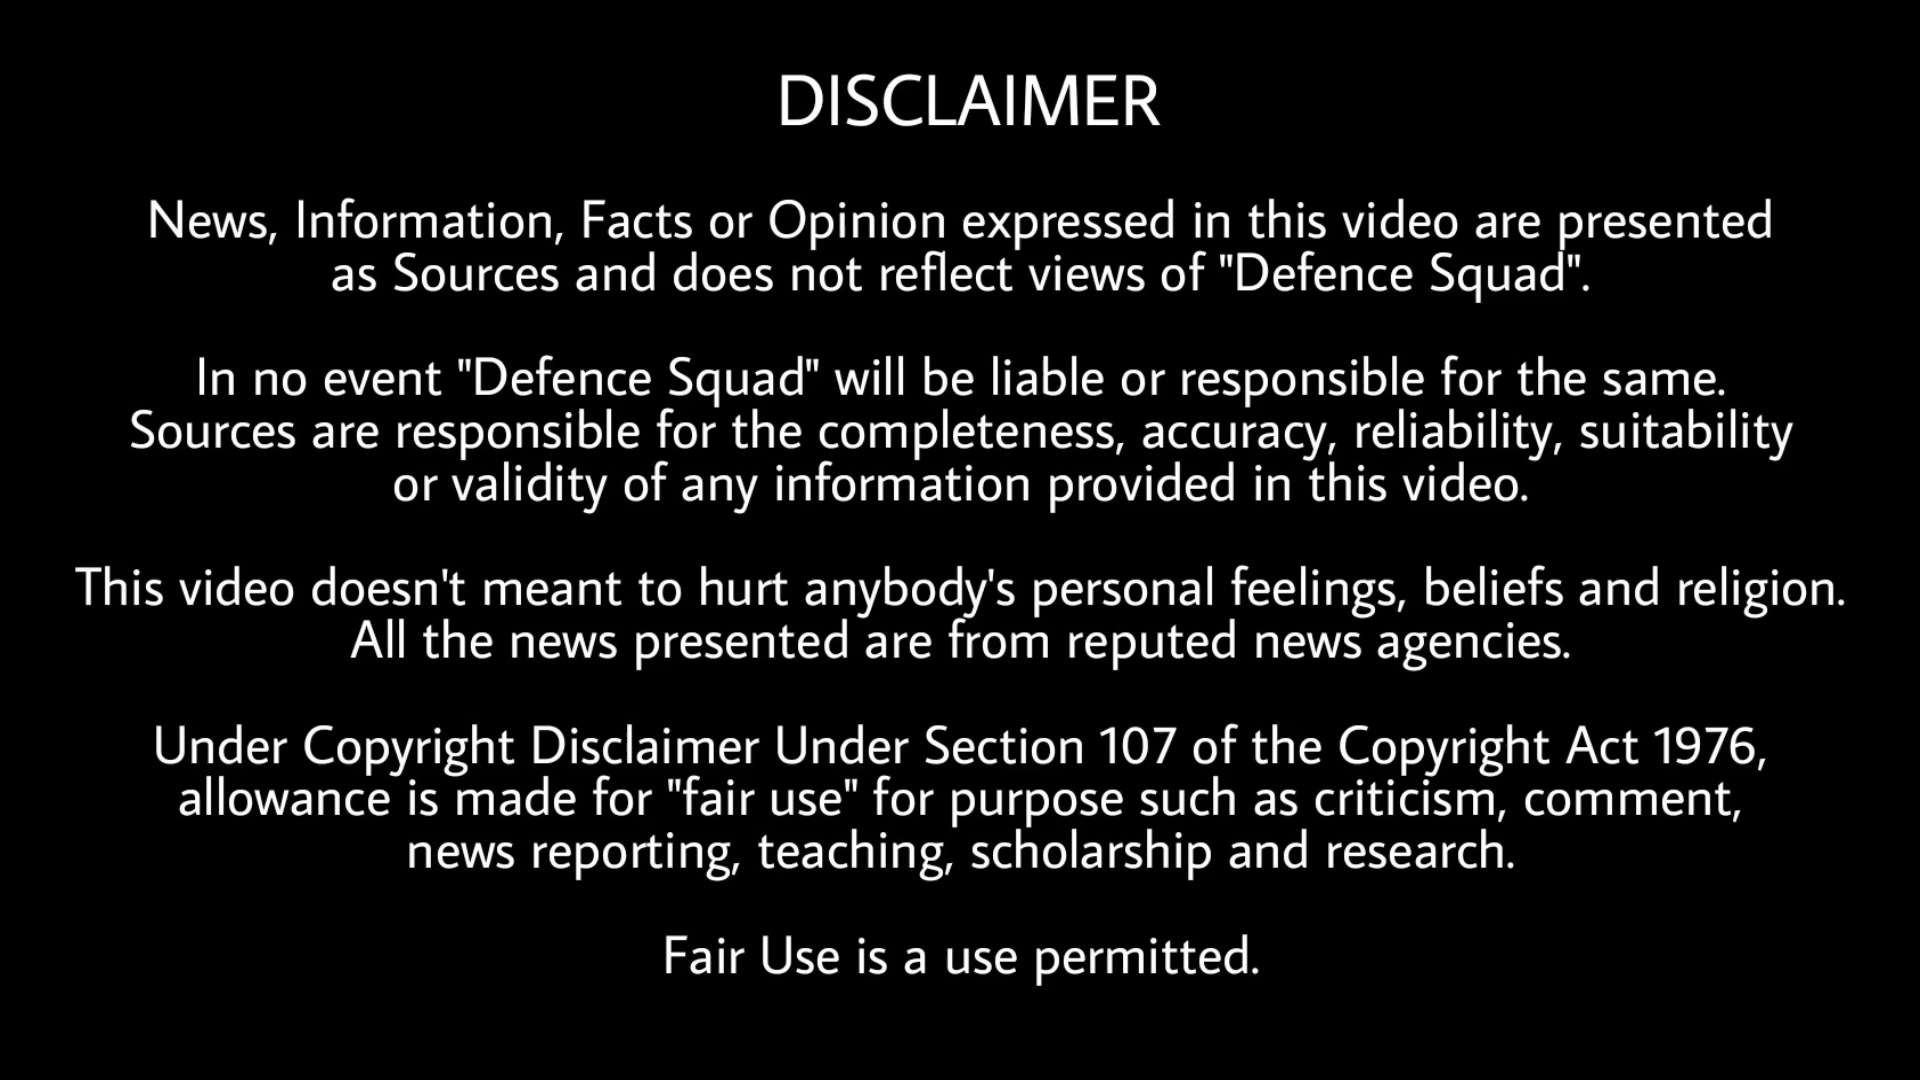 DISCLAIMER
News, Information, Facts or Opinion expressed in this video are presented
as Sources and does not reflect views of "Defence Squad".
In no event "Defence Squad" will be liable or responsible for the same.
Sources are responsible for the completeness, accuracy, reliability, suitability
or validity of any information provided in this video.
This video doesn't meant to hurt anybody's personal feelings, beliefs and religion.
All the news presented are from reputed news agencies.
Under Copyright Disclaimer Under Section 107 of the Copyright Act 1976,
allowance is made for "fair use" for purpose such as criticism, comment,
news reporting, teaching, scholarship and research.
Fair Use is a use permitted.